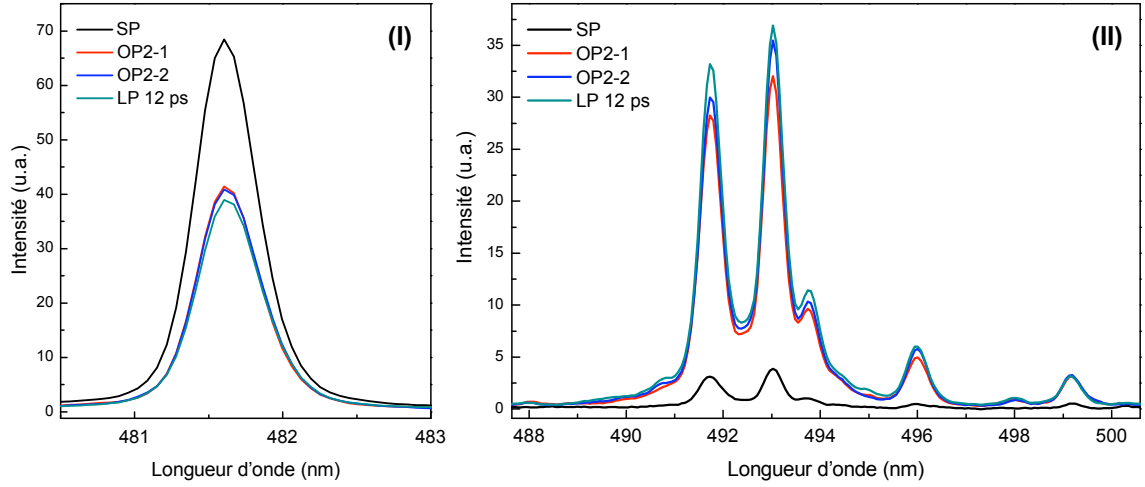 (I)
SP
OP2-1
OP2-2
LP 12 ps
Intensité (u.a.)
70
60
50
40
30
20
10
0
481
482
483
Longueur d'onde (nm)
(II)
SP
OP2-1
OP2-2
LP 12 ps
Intensité (u.a.)
35
30
25
20
15
10
5
0
488
490
492
494
496
498
500
Longueur d'onde (nm)